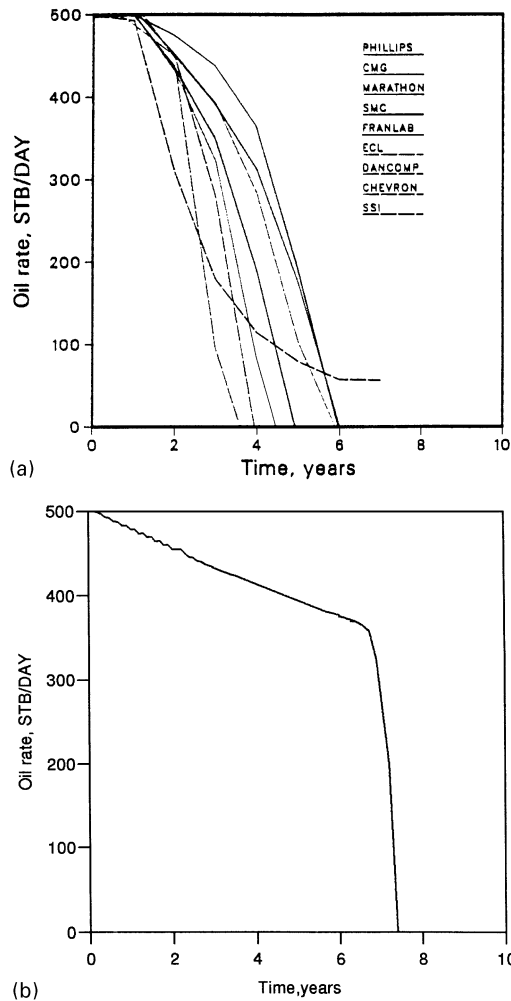 500
400
300
200
100
0
Oil rate, STB/DAY
PHILLIPS
CMG
MARATHON
SMC
FRANLAB
ECL
DANCOMP
CHEVRON
SSI
0 2 4 6 8 10
(a)
Time, years
500
400
300
200
100
0
Oil rate, STB/DAY
0 2 4 6 8 10
(b)
Time,years